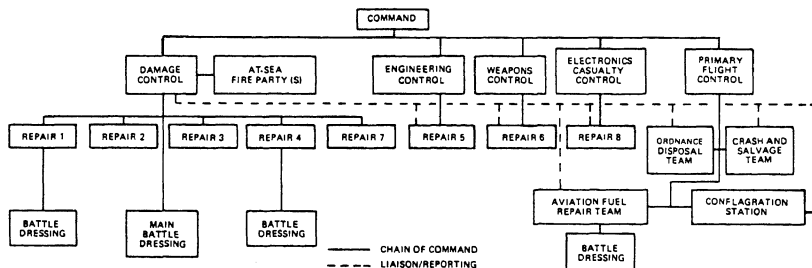 COMMAND
DAMAGE
CONTROL
AT-SEA
FIRE PARTY (S)
ENGINEERING
CONTROL
WEAPONS
CONTROL
ELECTRONICS
CASUALTY
CONTROL
PRIMARY
FLIGHT
CONTROL
REPAIR 1
REPAIR 2
REPAIR 3
REPAIR 4
REPAIR 7
REPAIR 5
REPAIR 6
REPAIR 8
ORDNANCE
DISPOSAL
TEAM
CRASH AND
SALVAGE
TEAM
BATTLE
DRESSING
MAIN
BATTLE
DRESSING
BATTLE
DRESSING
AVIATION FUEL
REPAIR TEAM
CONFLAGRATION
STATION
BATTLE
DRESSING
CHAIN OF COMMAND
LIAISON/REPORTING